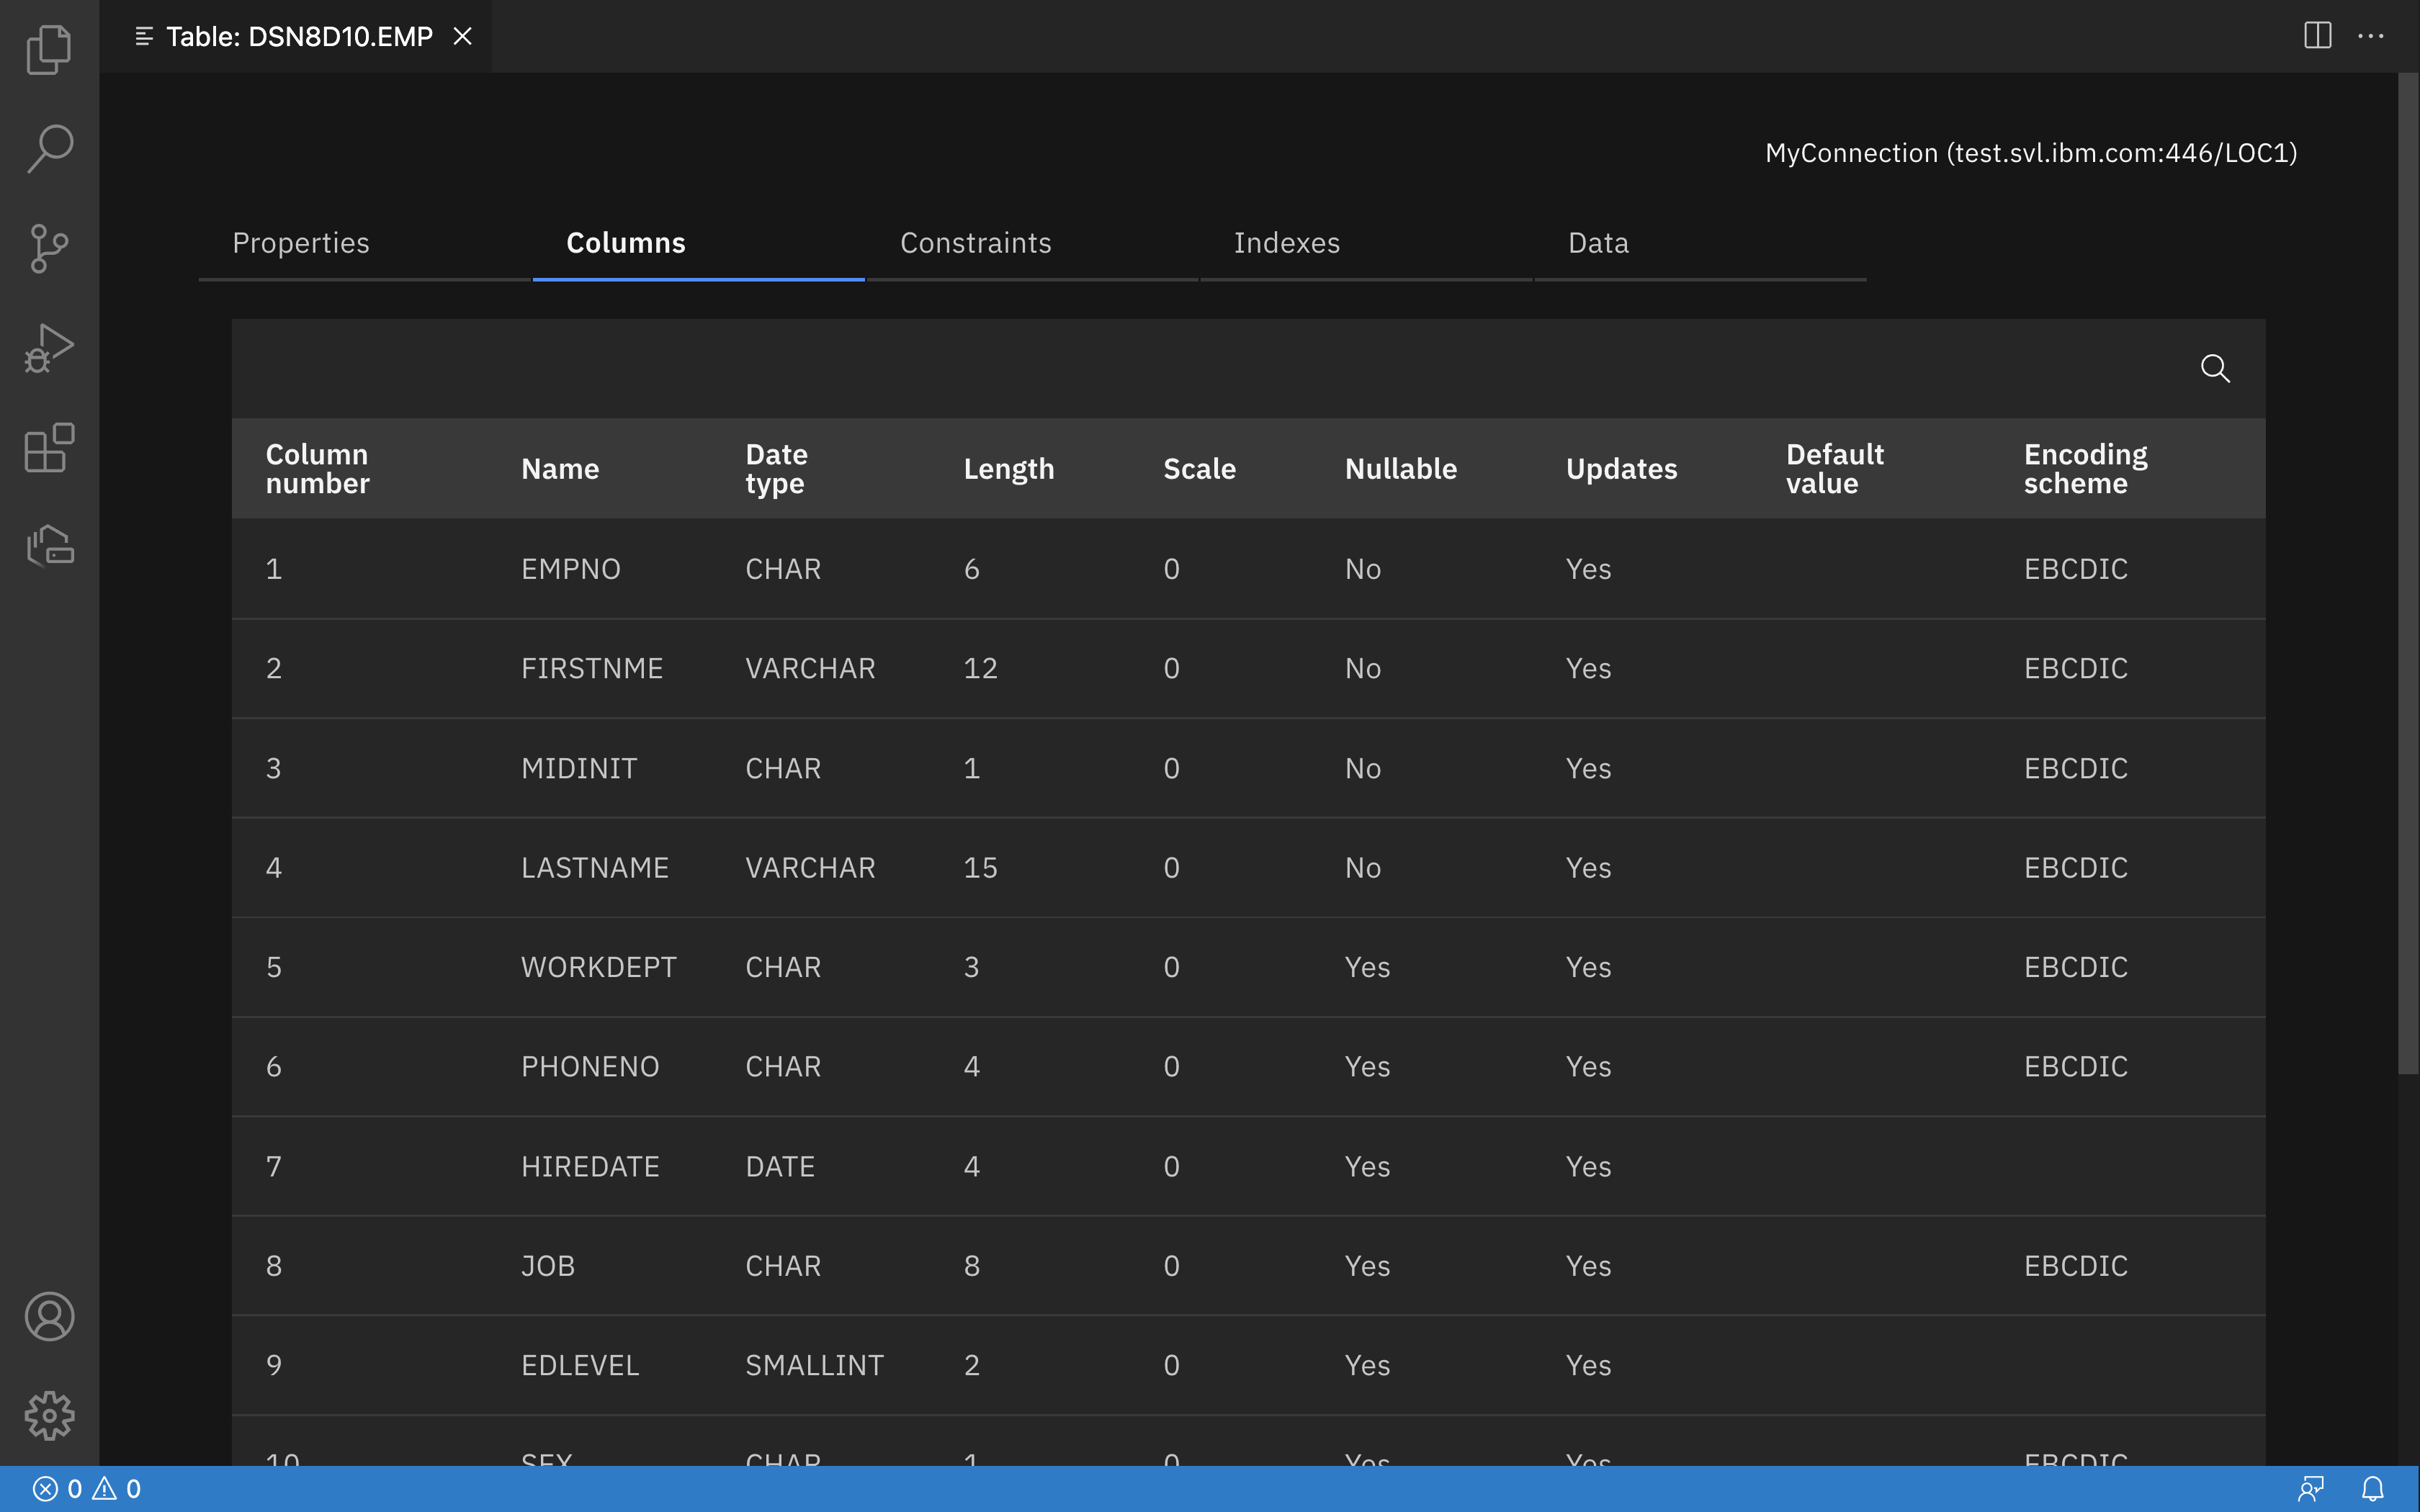 Table: DSN8D10.EMP
MyConnection (test.svl.ibm.com:446/LOC1)
Properties Columns Constraints Indexes Data
Column number Name Date type Length Scale Nullable Updates Default value Encoding scheme
1 EMPNO CHAR 6 0 No Yes EBCDIC
2 FIRSTNME VARCHAR 12 0 No Yes EBCDIC
3 MIDINIT CHAR 1 0 No Yes EBCDIC
4 LASTNAME VARCHAR 15 0 No Yes EBCDIC
5 WORKDEPT CHAR 3 0 Yes Yes EBCDIC
6 PHONENO CHAR 4 0 Yes Yes EBCDIC
7 HIREDATE DATE 4 0 Yes Yes
8 JOB CHAR 8 0 Yes Yes EBCDIC
9 EDLEVEL SMALLINT 2 0 Yes Yes
10 SEX CHAR 1 0 Yes Yes EBCDIC
0 0